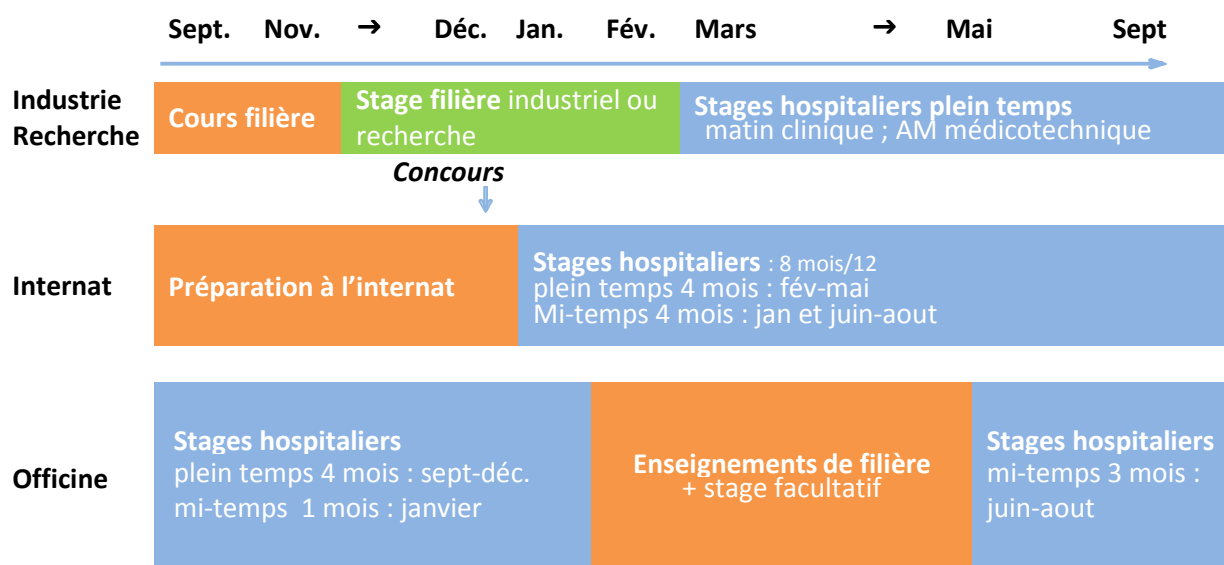 Sept. Nov. → Déc. Jan. Fév. Mars → Mai Sept
Industrie
Recherche
Cours filière
Stage filière industriel ou
recherche
Stages hospitaliers plein temps
matin clinique ; AM médicotechnique
Concours
Internat
Préparation à l’internat
Stages hospitaliers : 8 mois/12
plein temps 4 mois : fév-mai
Mi-temps 4 mois : jan et juin-aout
Officine
Stages hospitaliers
plein temps 4 mois : sept-déc.
mi-temps 1 mois : janvier
Enseignements de filière
+ stage facultatif
Stages hospitaliers
mi-temps 3 mois :
juin-aout